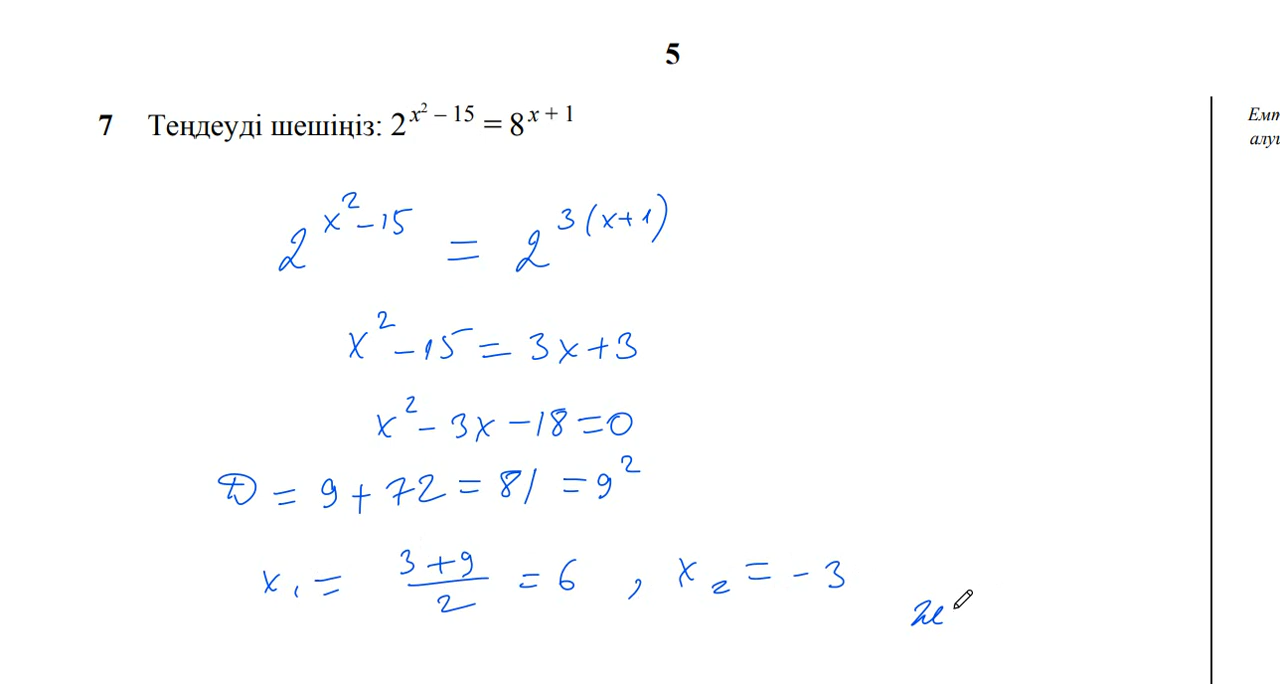 5
7 Теңдеуді шешіңіз: 2^(x² − 15) = 8^(x + 1)
2^(x² − 15) = 2^(3(x+1))
x² − 15 = 3x + 3
x² − 3x − 18 = 0
D = 9 + 72 = 81 = 9²
x₁ = (3+9)/2 = 6 , x₂ = −3